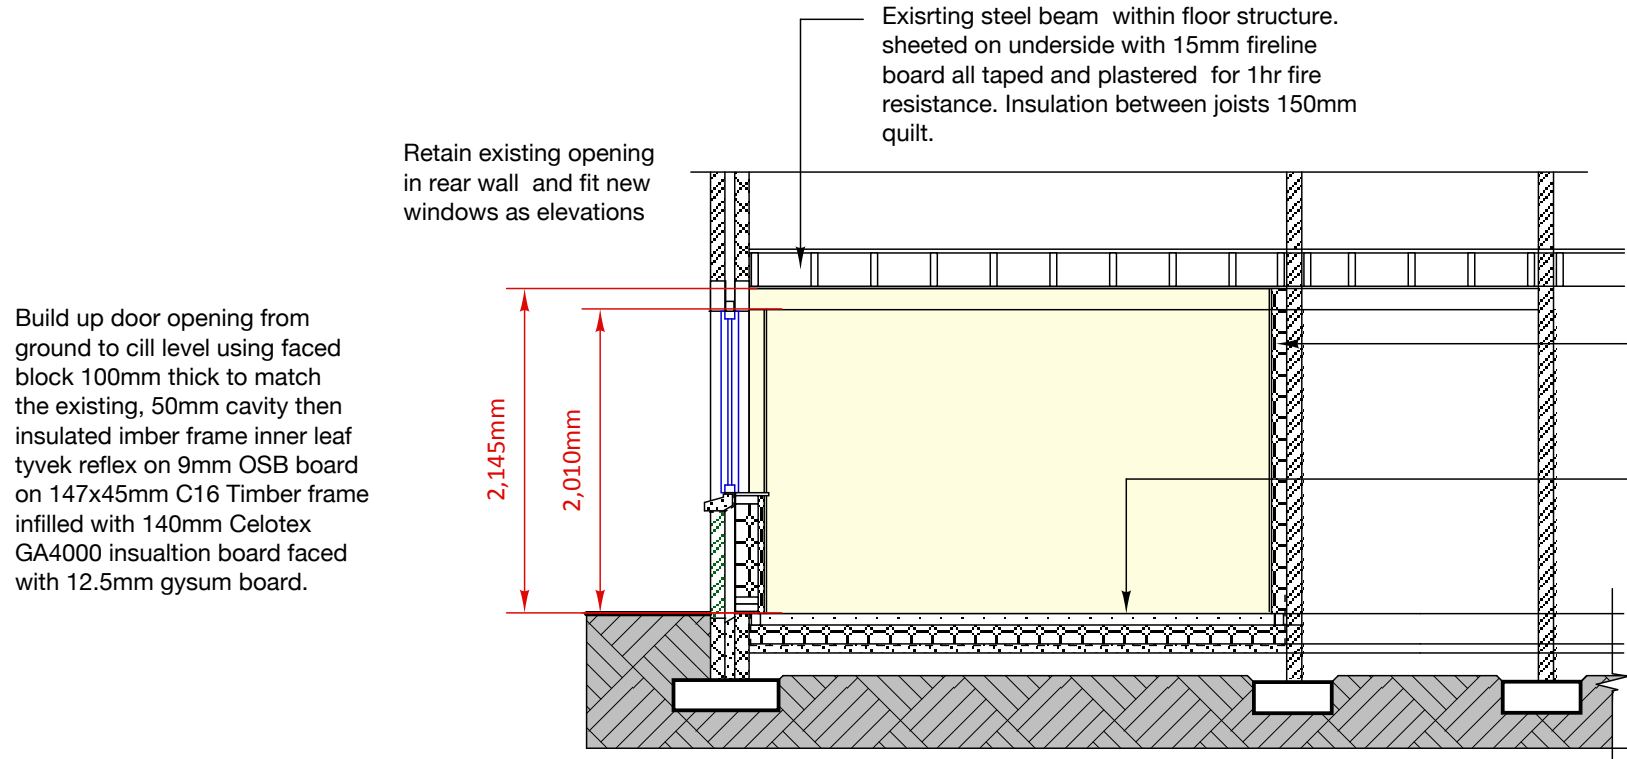 Exisrting steel beam  within floor structure.
sheeted on underside with 15mm fireline
board all taped and plastered  for 1hr fire
resistance. Insulation between joists 150mm
quilt.
Retain existing opening
in rear wall  and fit new
windows as elevations
Build up door opening from
ground to cill level using faced
block 100mm thick to match
the existing, 50mm cavity then
insulated imber frame inner leaf
tyvek reflex on 9mm OSB board
on 147x45mm C16 Timber frame
infilled with 140mm Celotex
GA4000 insualtion board faced
with 12.5mm gysum board.
2,145mm
2,010mm